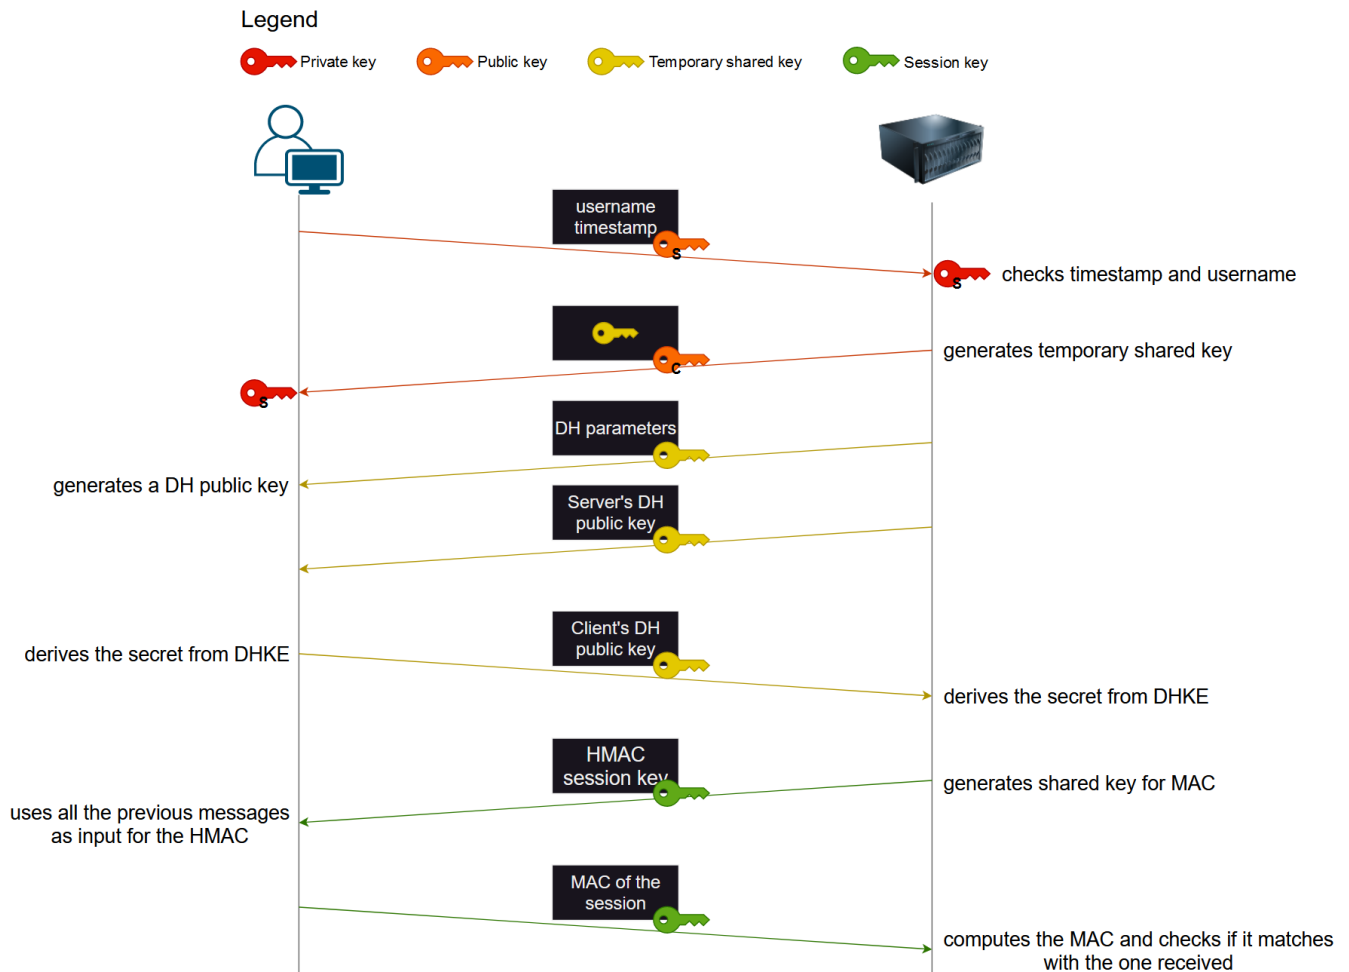 Legend
Private key
Public key
Temporary shared key
Session key
username
timestamp
S
S
checks timestamp and username
generates temporary shared key
C
S
DH parameters
generates a DH public key
Server's DH
public key
Client's DH
public key
derives the secret from DHKE
derives the secret from DHKE
HMAC
session key
generates shared key for MAC
uses all the previous messages
as input for the HMAC
MAC of the
session
computes the MAC and checks if it matches
with the one received